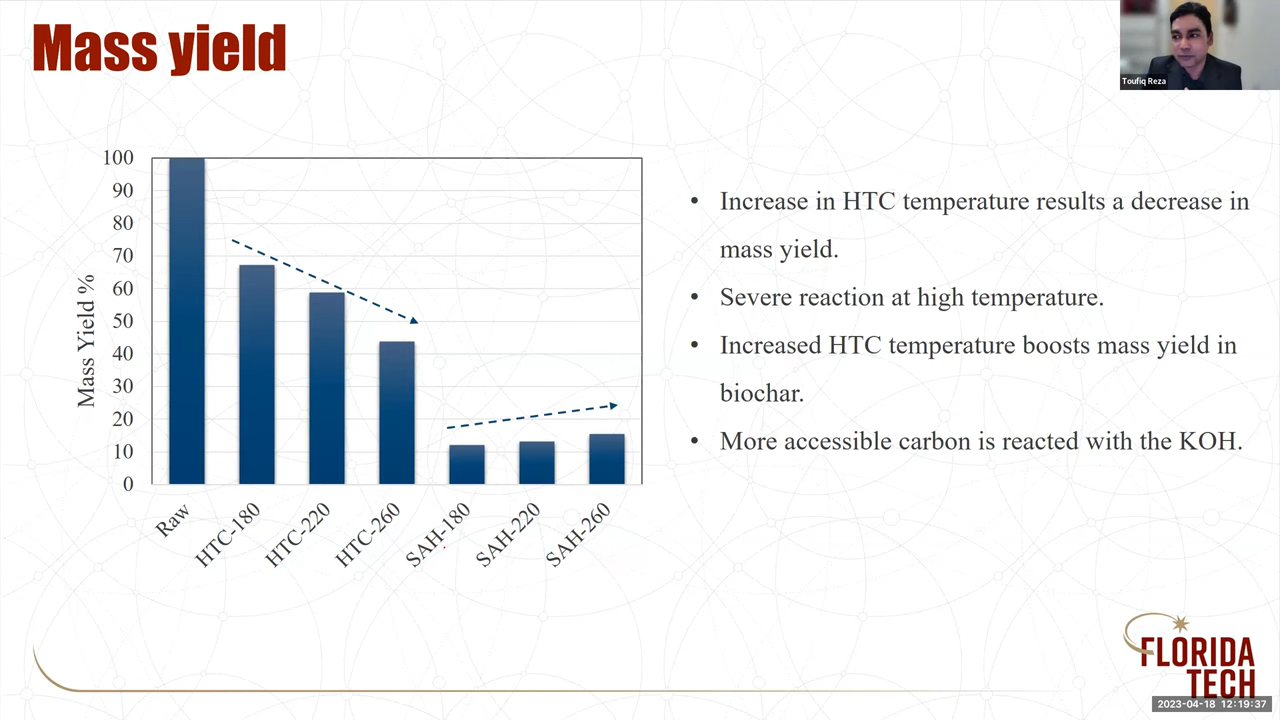 Mass yield
Toufiq Reza
100
90
80
70
60
50
40
30
20
10
0
Mass Yield %
Raw
HTC-180
HTC-220
HTC-260
SAH-180
SAH-220
SAH-260
• Increase in HTC temperature results a decrease in
mass yield.
• Severe reaction at high temperature.
• Increased HTC temperature boosts mass yield in
biochar.
• More accessible carbon is reacted with the KOH.
FLORIDA
TECH
2023-04-18 12:19:37